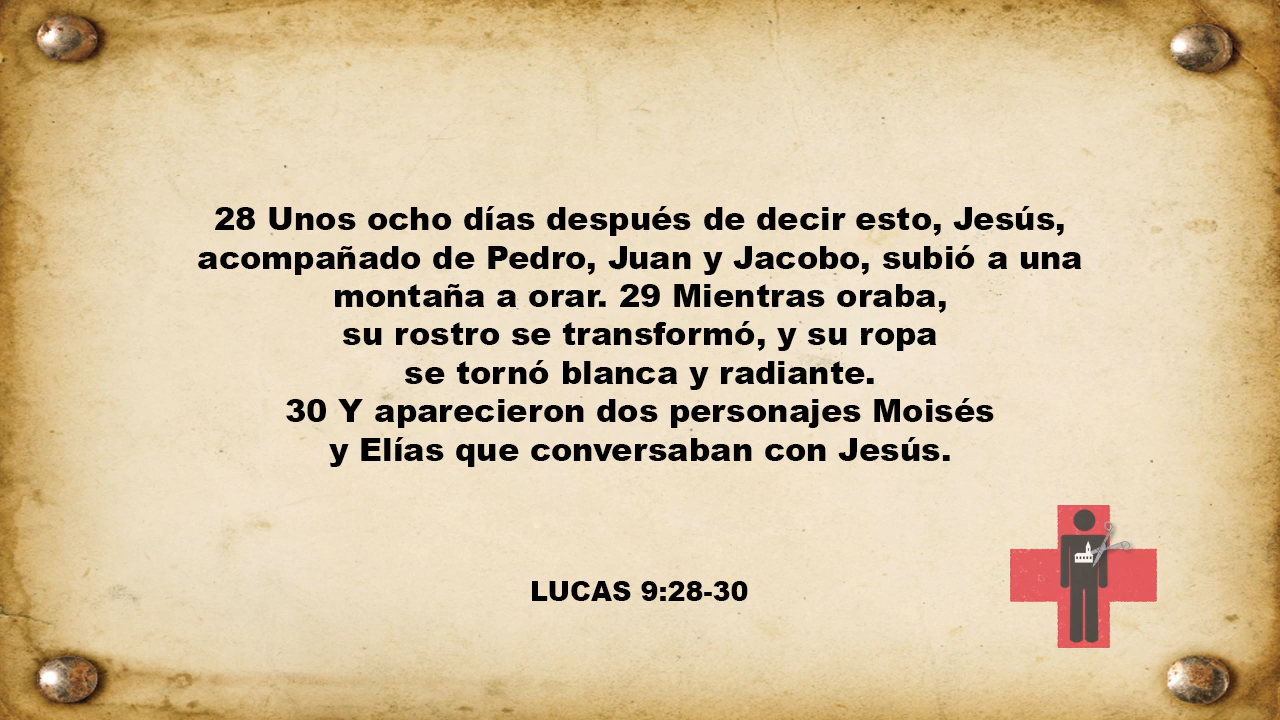 28 Unos ocho días después de decir esto, Jesús,
acompañado de Pedro, Juan y Jacobo, subió a una
montaña a orar. 29 Mientras oraba,
su rostro se transformó, y su ropa
se tornó blanca y radiante.
30 Y aparecieron dos personajes Moisés
y Elías que conversaban con Jesús.
LUCAS 9:28-30